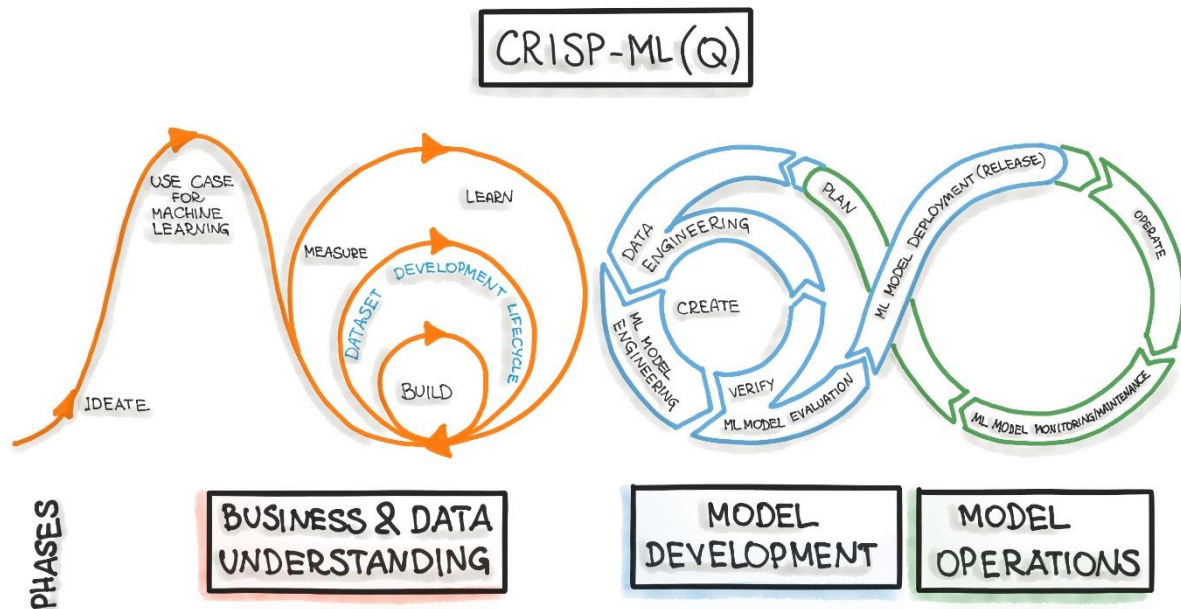 CRISP-ML(Q)
IDEATE
USE CASE
FOR
MACHINE
LEARNING
MEASURE
LEARN
DATASET DEVELOPMENT LIFECYCLE
BUILD
DATA
ENGINEERING
CREATE
ML MODEL
ENGINEERING
VERIFY
ML MODEL EVALUATION
PLAN
ML MODEL DEPLOYMENT (RELEASE)
OPERATE
ML MODEL MONITORING/MAINTENANCE
PHASES
BUSINESS & DATA
UNDERSTANDING
MODEL
DEVELOPMENT
MODEL
OPERATIONS